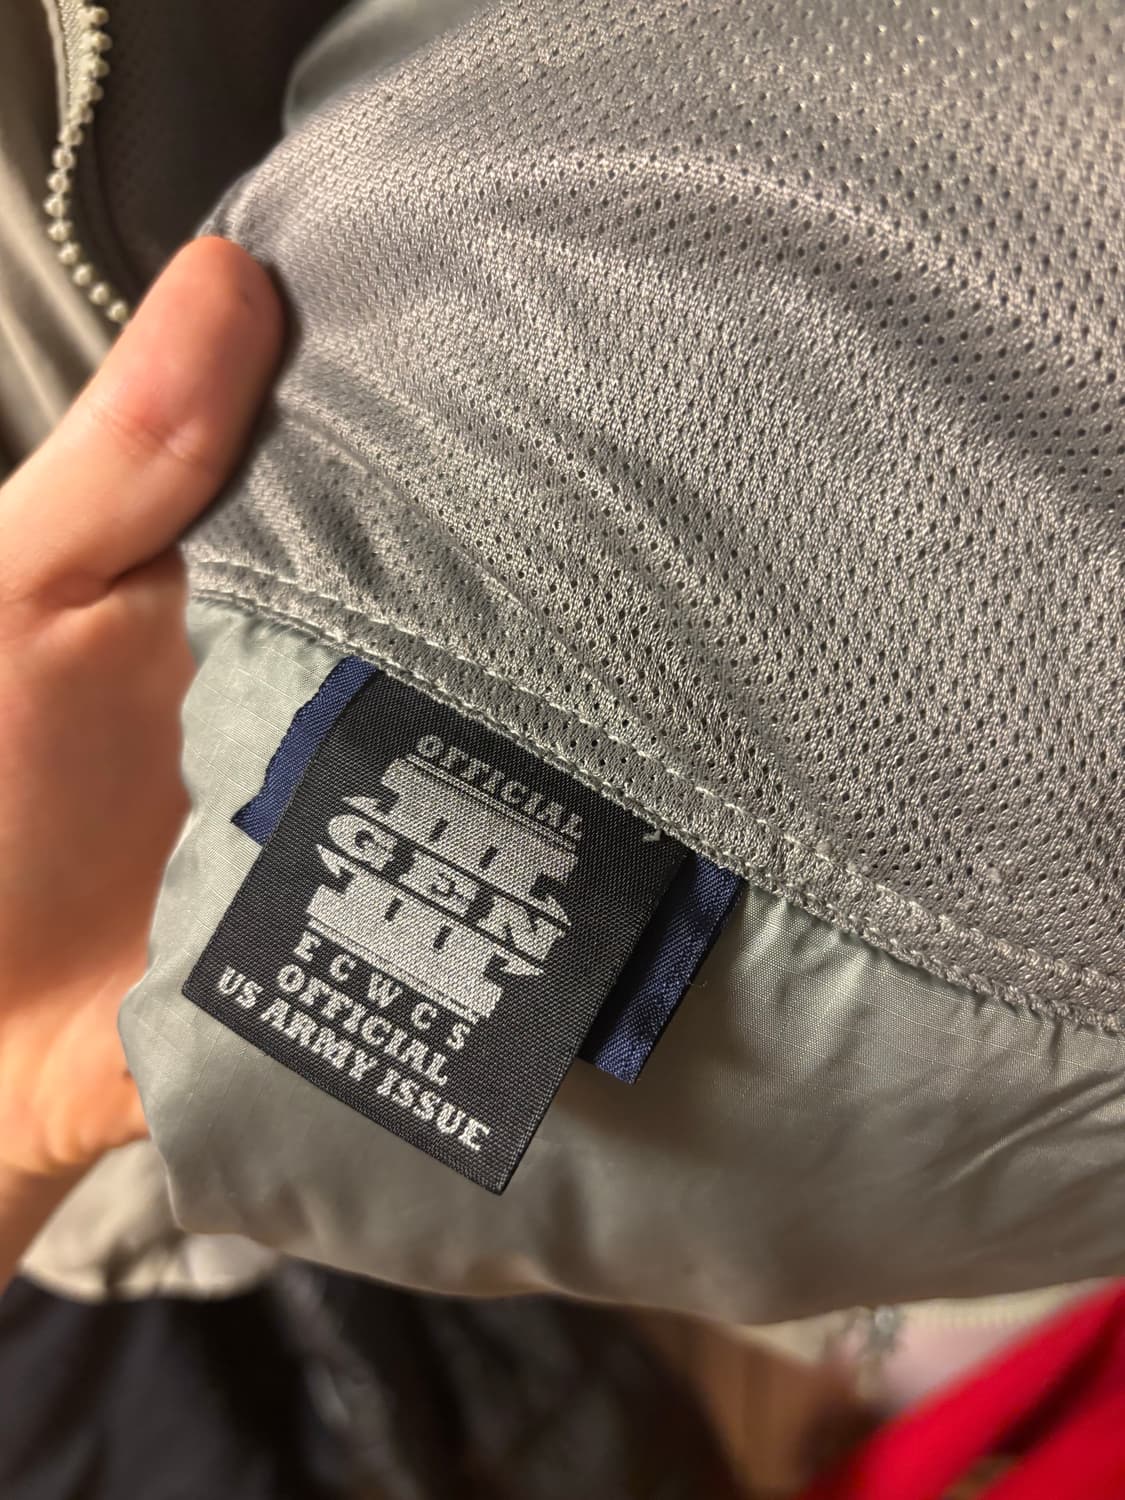 OFFICIAL
GEN
III
ECWCS
OFFICIAL
US ARMY ISSUE